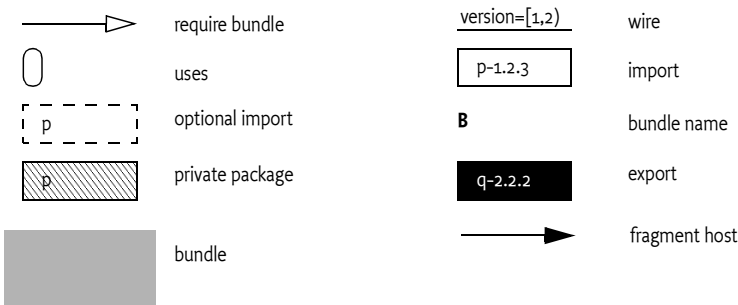 require bundle
uses
p
optional import
p
private package
bundle
version=[1,2)
wire
p-1.2.3
import
B
bundle name
q-2.2.2
export
fragment host